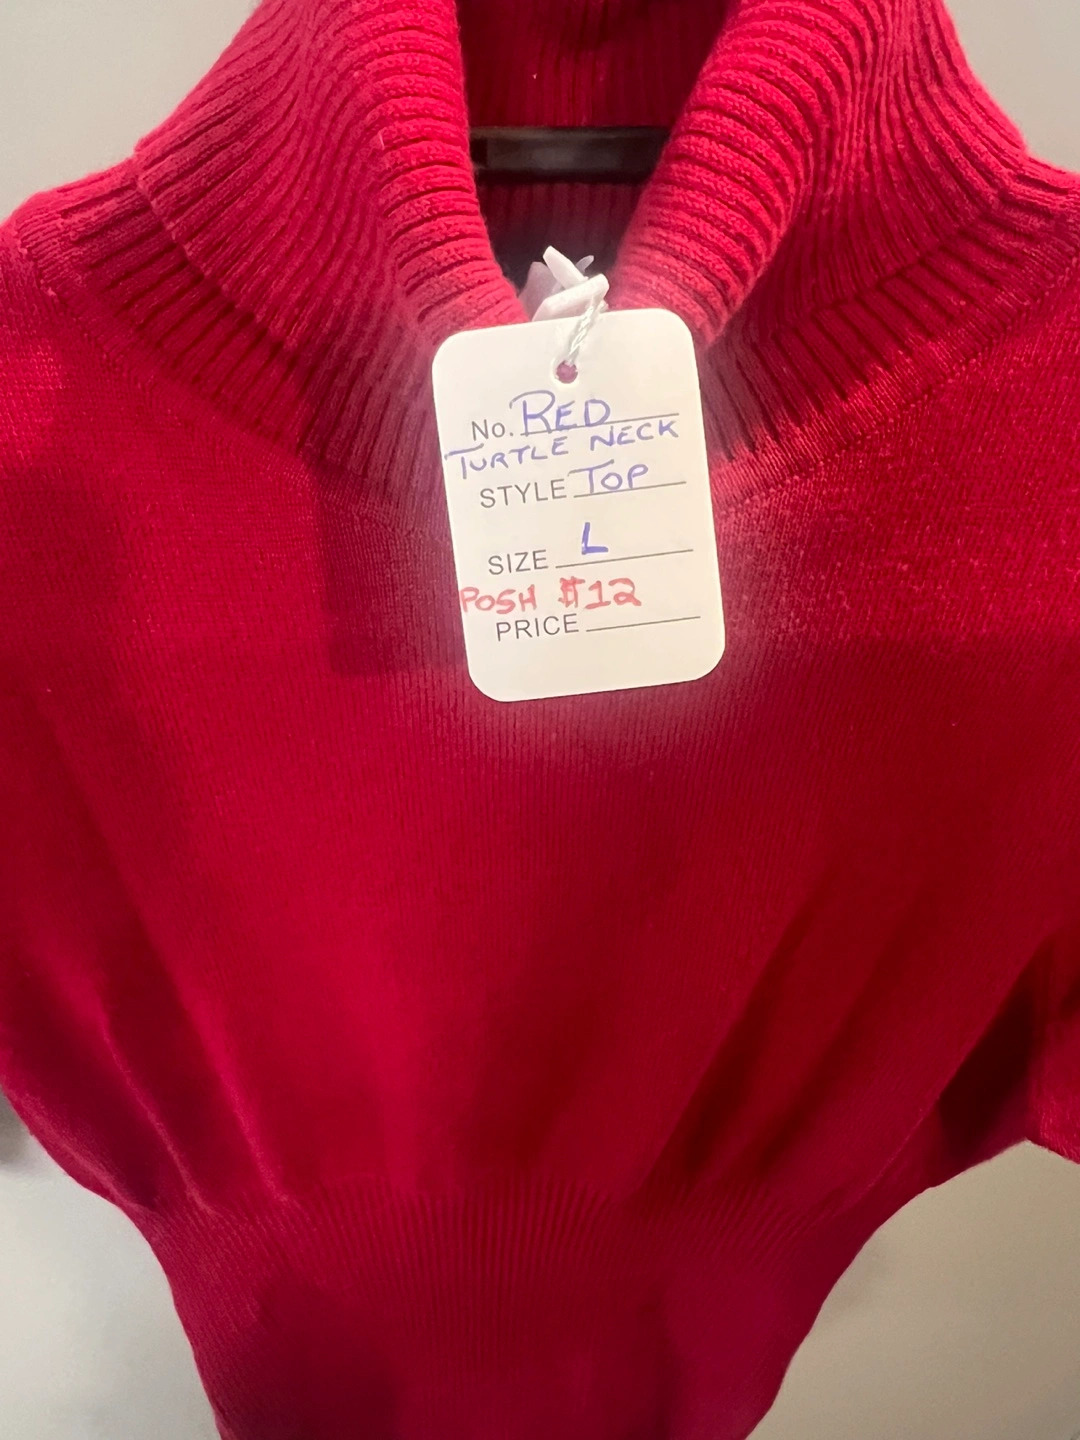 No. RED
TURTLE NECK
STYLE TOP
SIZE L
POSH $12
PRICE